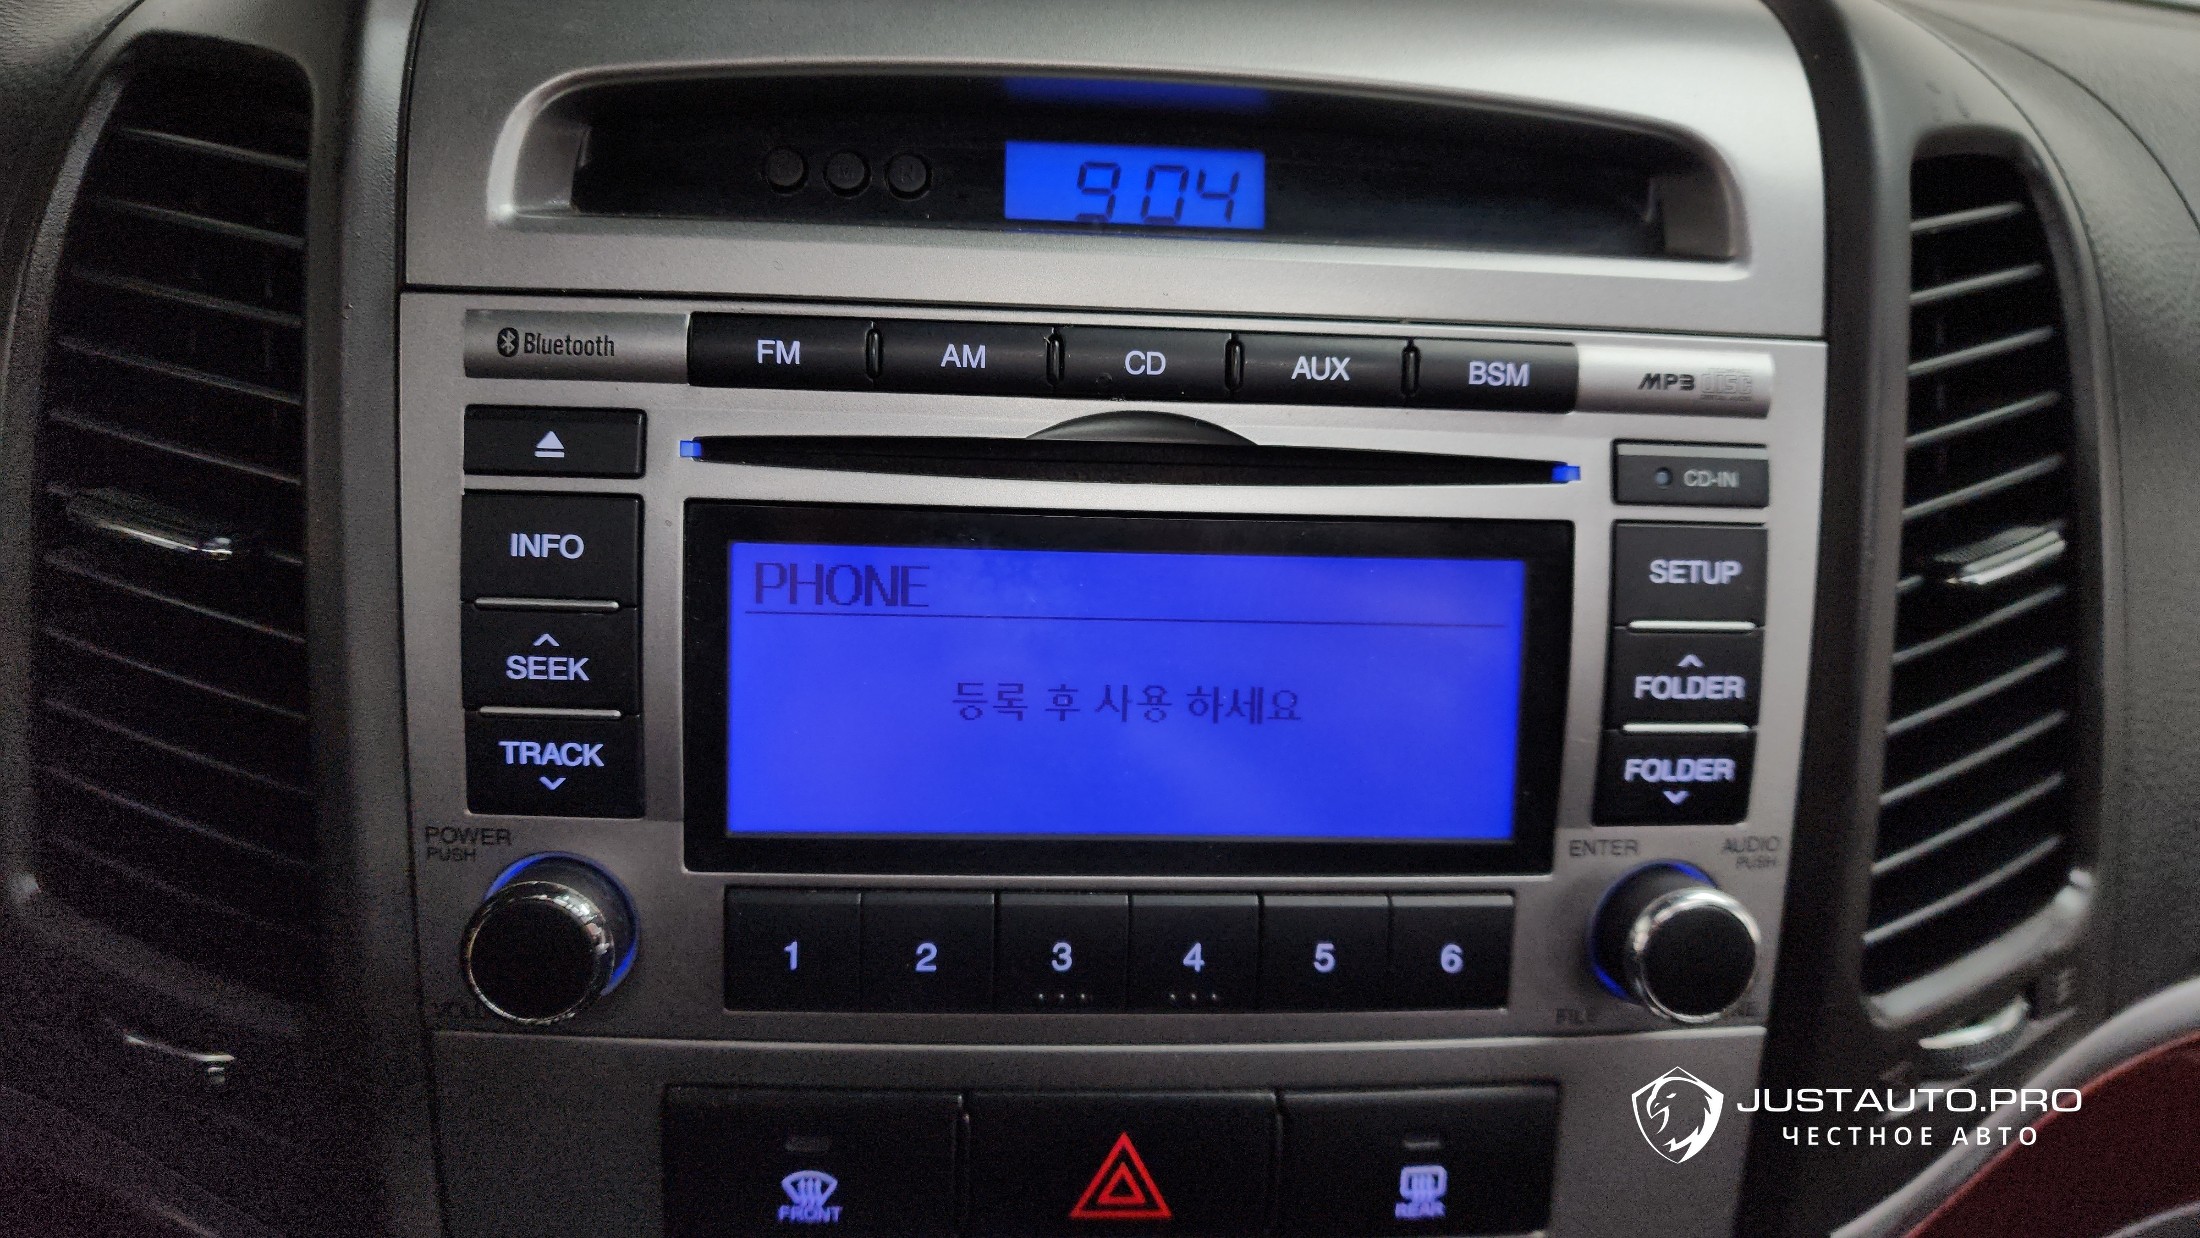 9:04
Bluetooth
FM
AM
CD
AUX
BSM
MP3
DISC
CD-IN
INFO
SEEK
TRACK
PHONE
등록 후 사용 하세요
SETUP
FOLDER
FOLDER
POWER
PUSH
ENTER
AUDIO
PUSH
1
2
3
4
5
6
FRONT
REAR
JUSTAUTO.PRO
ЧЕСТНОЕ АВТО